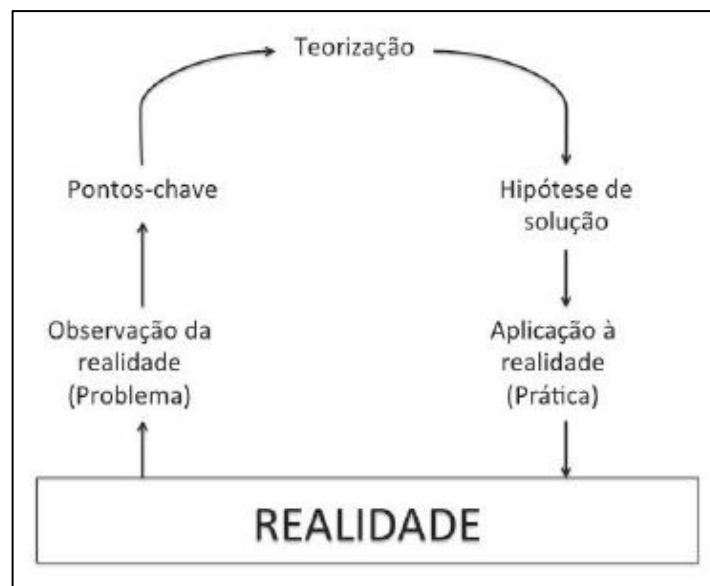 Teorização
Pontos-chave
Hipótese de
solução
Observação da
realidade
(Problema)
Aplicação à
realidade
(Prática)
REALIDADE